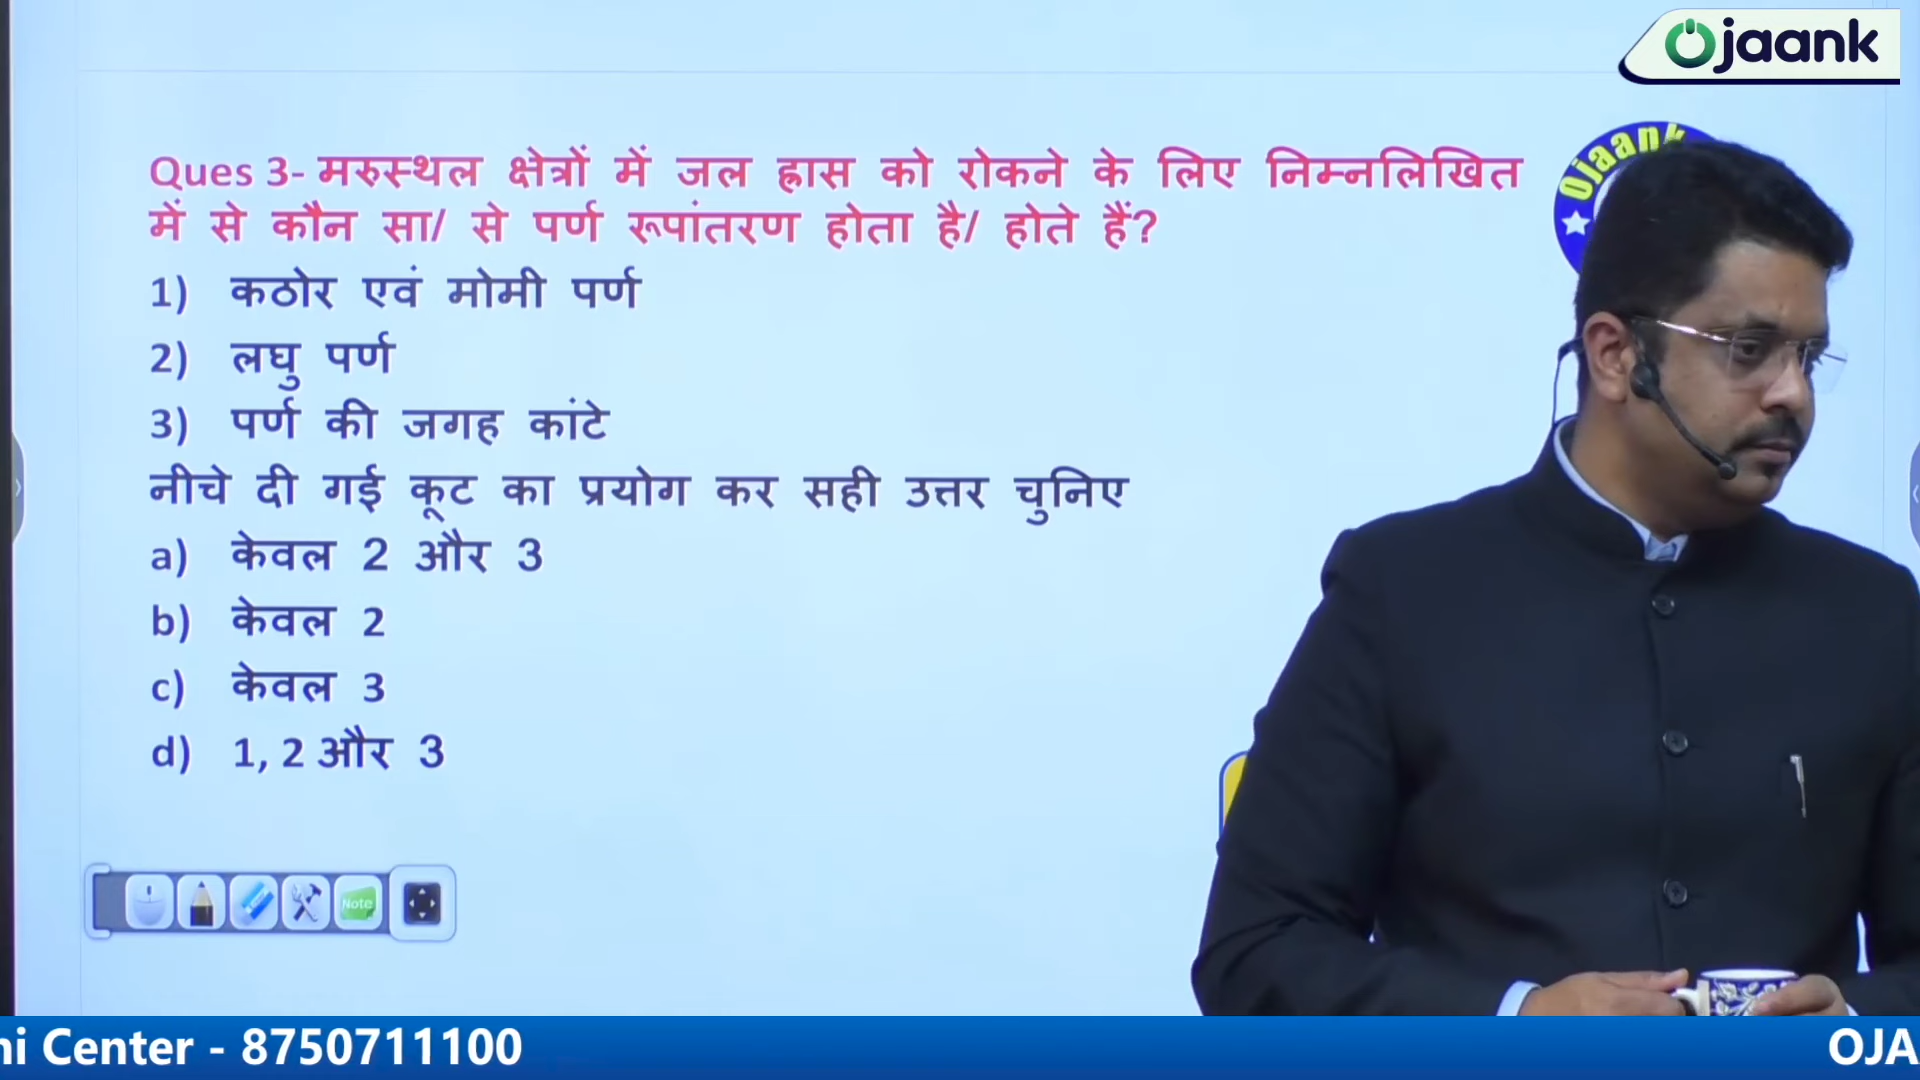 Ojaank
Ojaank
Ques 3- मरुस्थल क्षेत्रों में जल ह्रास को रोकने के लिए निम्नलिखित
में से कौन सा/ से पर्ण रूपांतरण होता है/ होते हैं?
1) कठोर एवं मोमी पर्ण
2) लघु पर्ण
3) पर्ण की जगह कांटे
नीचे दी गई कूट का प्रयोग कर सही उत्तर चुनिए
a) केवल 2 और 3
b) केवल 2
c) केवल 3
d) 1, 2 और 3
Note
hi Center - 8750711100
OJA